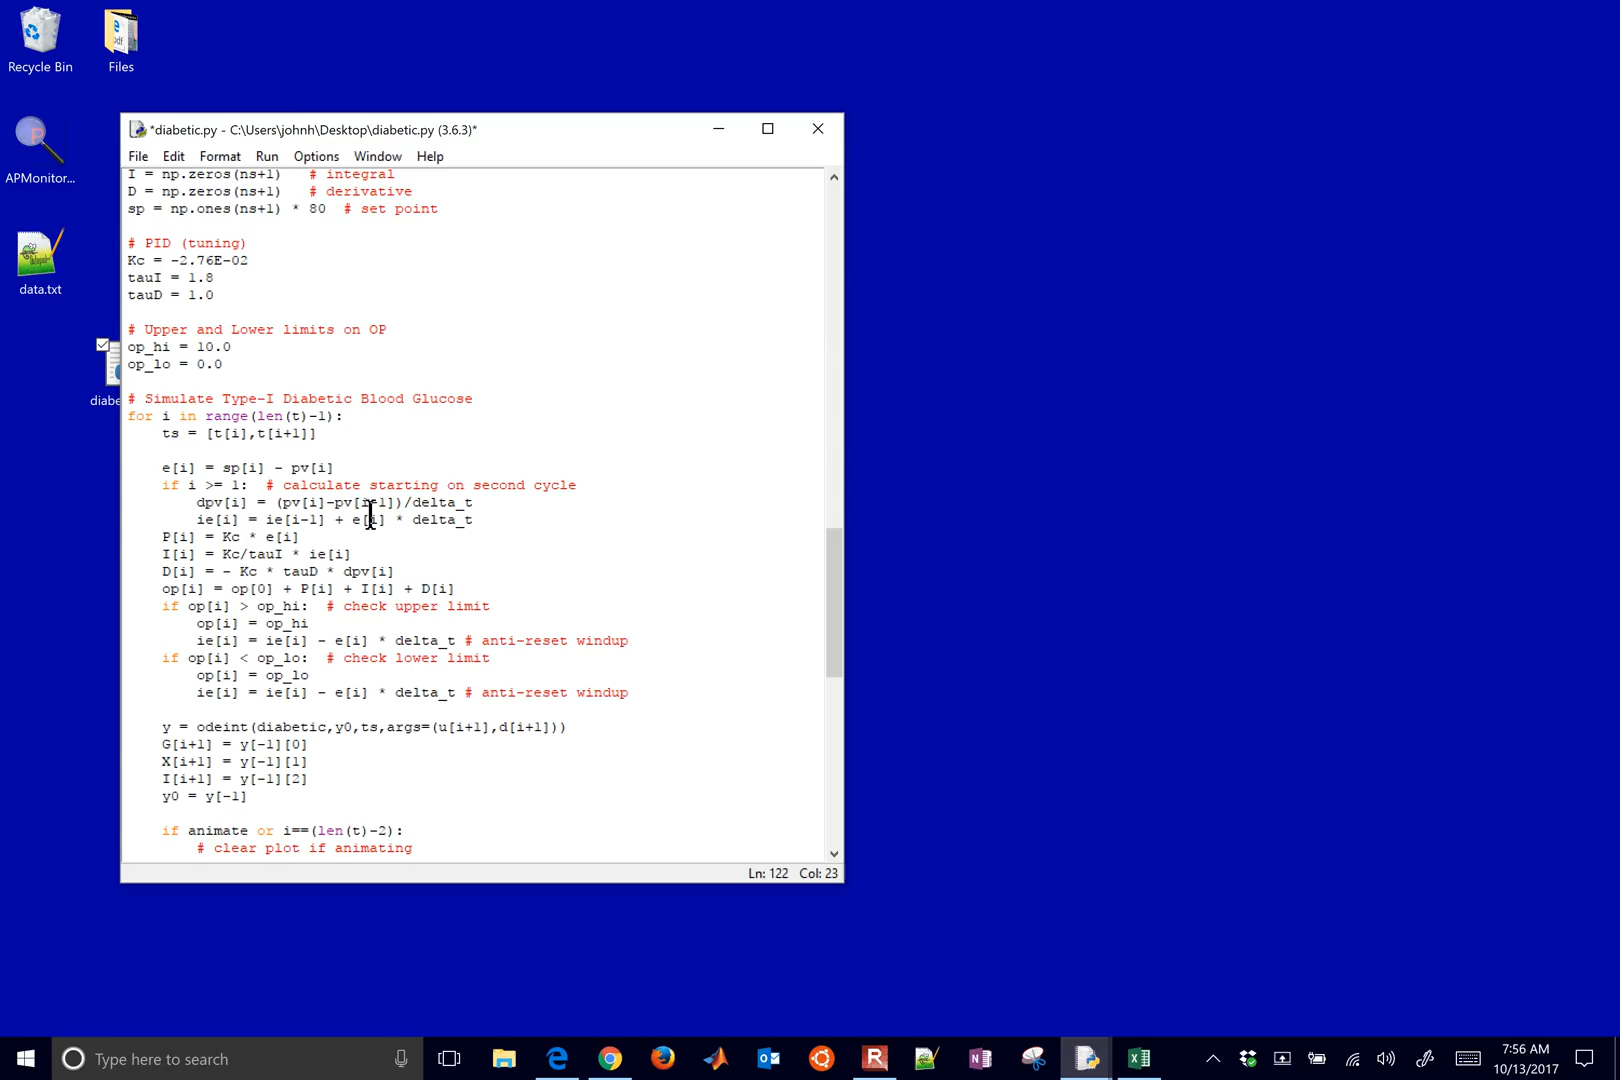 Recycle Bin
Files
APMonitor...
data.txt
diabe
*diabetic.py - C:\Users\johnh\Desktop\diabetic.py (3.6.3)*
File Edit Format Run Options Window Help
I = np.zeros(ns+1)   # integral
D = np.zeros(ns+1)   # derivative
sp = np.ones(ns+1) * 80  # set point
# PID (tuning)
Kc = -2.76E-02
tauI = 1.8
tauD = 1.0
# Upper and Lower limits on OP
op_hi = 10.0
op_lo = 0.0
# Simulate Type-I Diabetic Blood Glucose
for i in range(len(t)-1):
    ts = [t[i],t[i+1]]
    e[i] = sp[i] - pv[i]
    if i >= 1:  # calculate starting on second cycle
        dpv[i] = (pv[i]-pv[i-1])/delta_t
        ie[i] = ie[i-1] + e[i] * delta_t
    P[i] = Kc * e[i]
    I[i] = Kc/tauI * ie[i]
    D[i] = - Kc * tauD * dpv[i]
    op[i] = op[0] + P[i] + I[i] + D[i]
    if op[i] > op_hi:  # check upper limit
        op[i] = op_hi
        ie[i] = ie[i] - e[i] * delta_t # anti-reset windup
    if op[i] < op_lo:  # check lower limit
        op[i] = op_lo
        ie[i] = ie[i] - e[i] * delta_t # anti-reset windup
    y = odeint(diabetic,y0,ts,args=(u[i+1],d[i+1]))
    G[i+1] = y[-1][0]
    X[i+1] = y[-1][1]
    I[i+1] = y[-1][2]
    y0 = y[-1]
    if animate or i==(len(t)-2):
        # clear plot if animating
Ln: 122 Col: 23
Type here to search
7:56 AM
10/13/2017